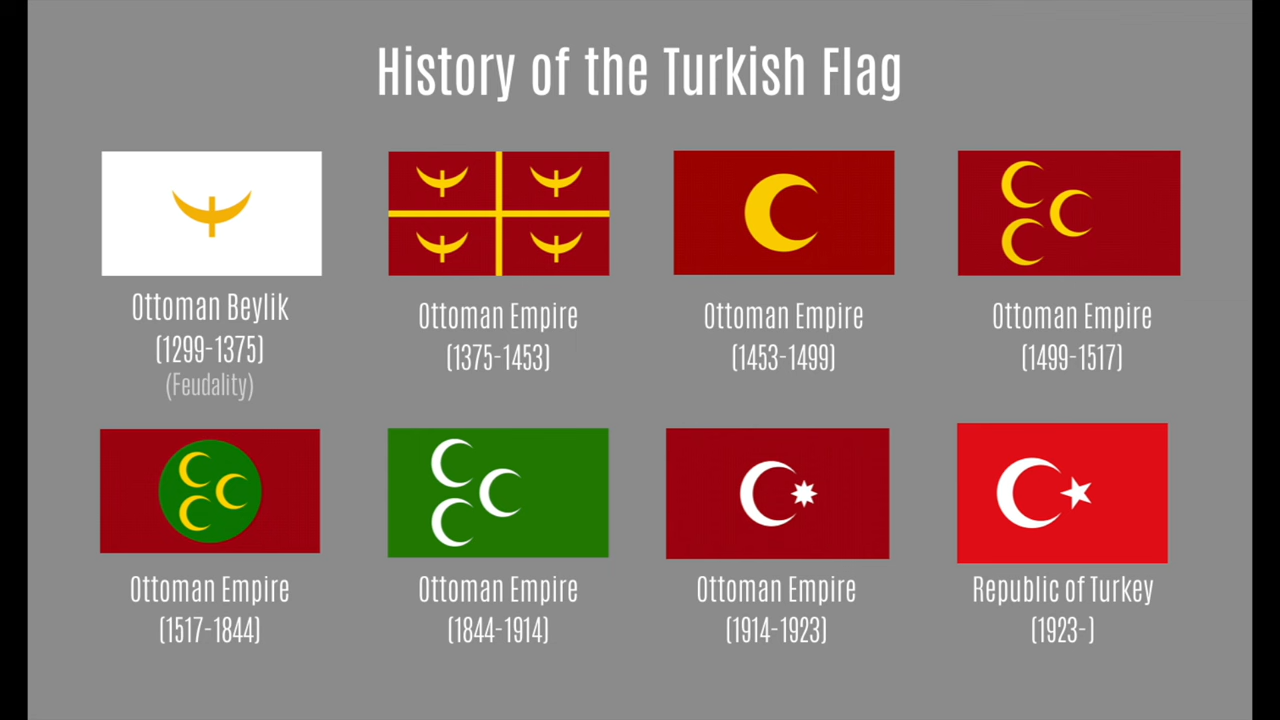 History of the Turkish Flag
Ottoman Beylik
(1299-1375)
(Feudality)
Ottoman Empire
(1375-1453)
Ottoman Empire
(1453-1499)
Ottoman Empire
(1499-1517)
Ottoman Empire
(1517-1844)
Ottoman Empire
(1844-1914)
Ottoman Empire
(1914-1923)
Republic of Turkey
(1923-)